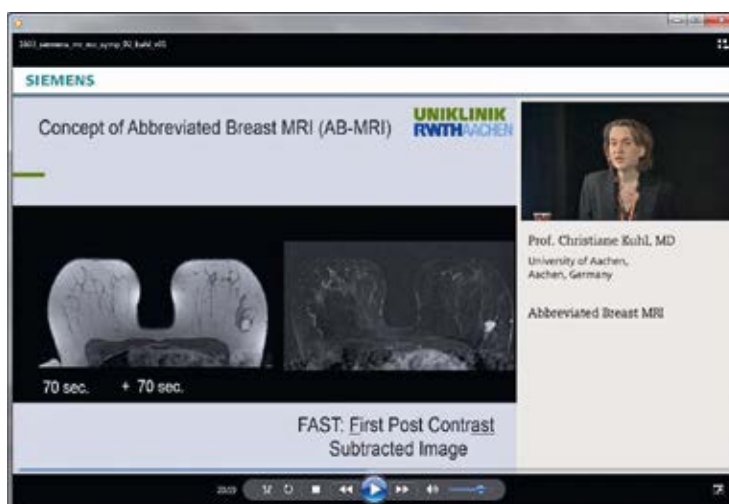 SIEMENS
Concept of Abbreviated Breast MRI (AB-MRI)
UNIKLINIK
RWTHAACHEN
Prof. Christiane Kuhl, MD
University of Aachen,
Aachen, Germany
Abbreviated Breast MRI
70 sec. + 70 sec.
FAST: First Post Contrast
Subtracted Image